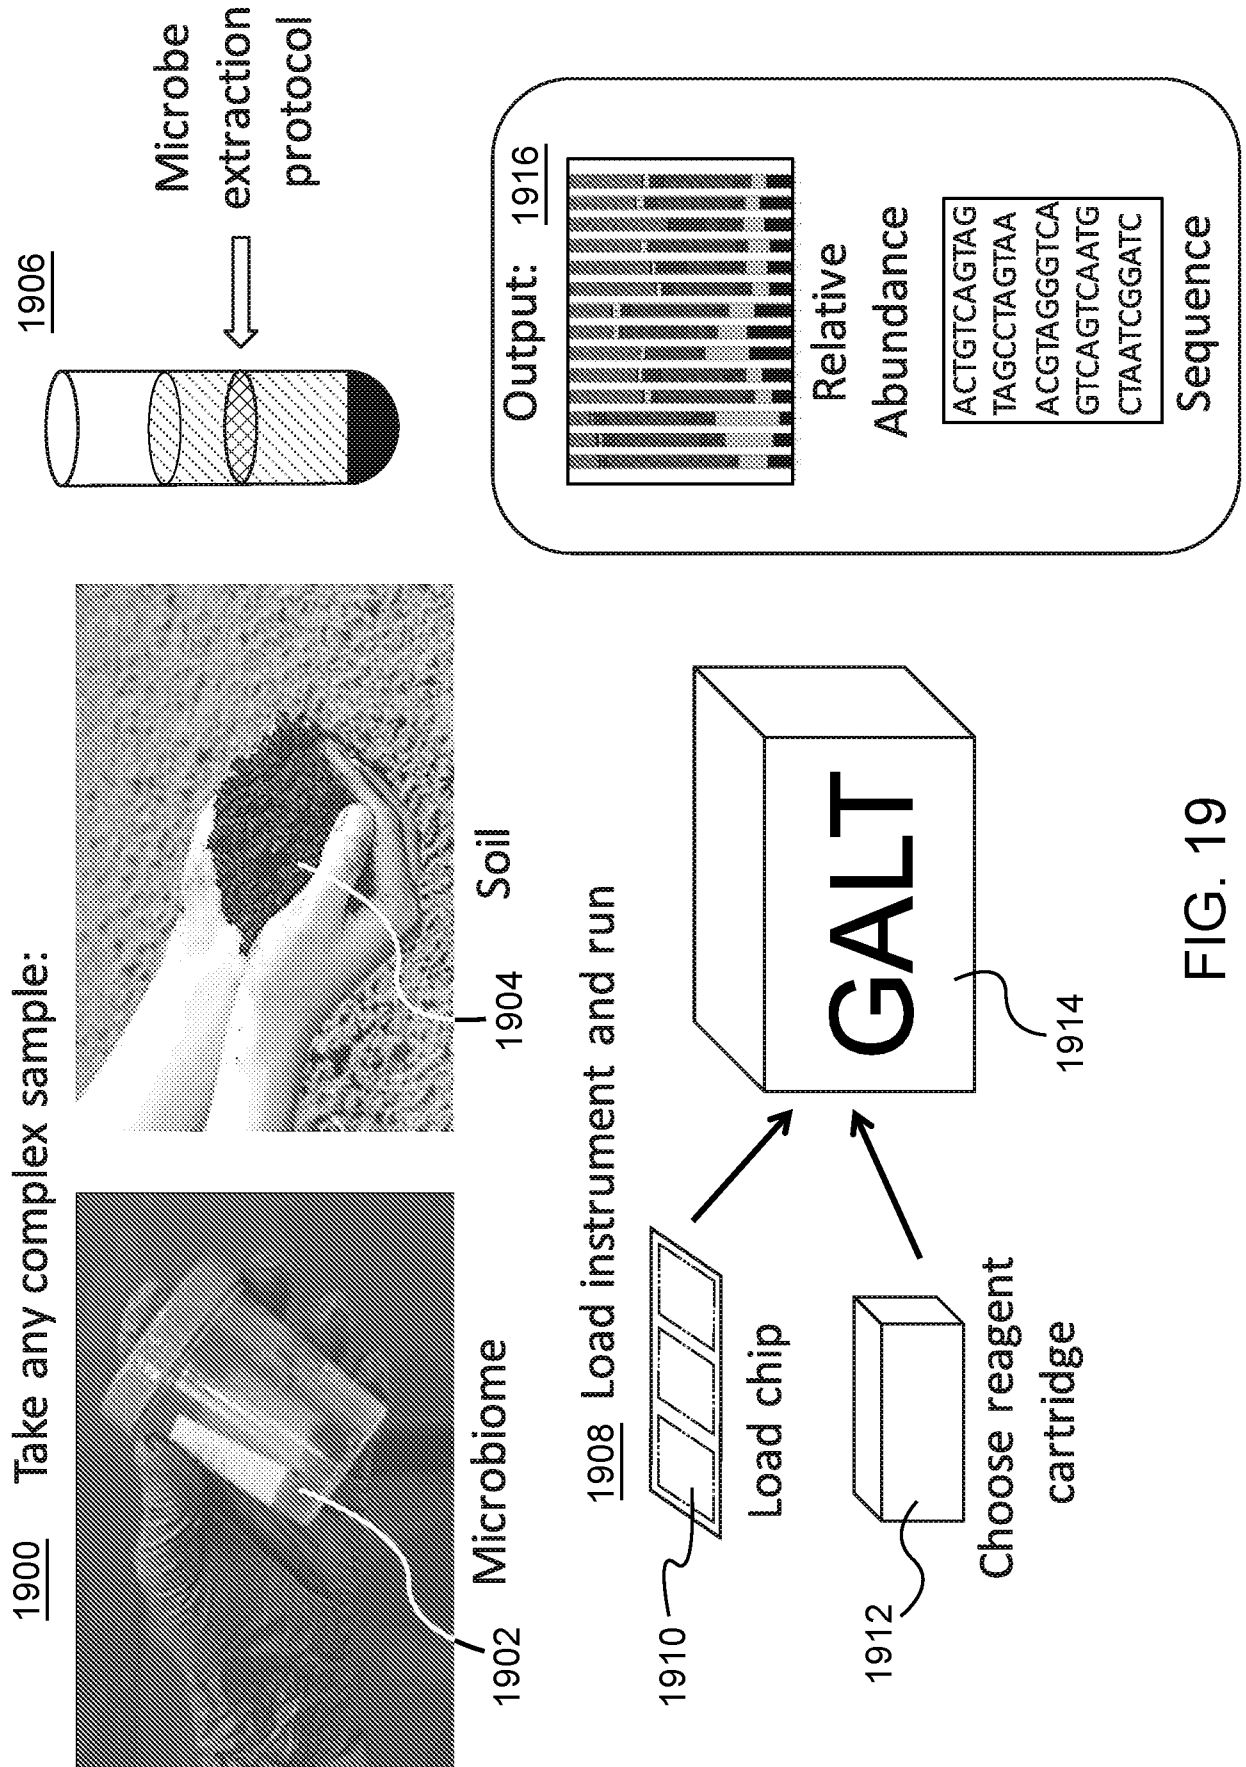 1900 Take any complex sample:
Microbiome
1902
Soil
1904
1906
Microbe
extraction
protocol
1908 Load instrument and run
1910
Load chip
1912
Choose reagent
cartridge
GALT
1914
Output: 1916
Relative
Abundance
ACTGTCAGTAG
TAGCCTAGTAA
ACGTAGGGTCA
GTCAGTCAATG
CTAATCGGATC
Sequence
FIG. 19